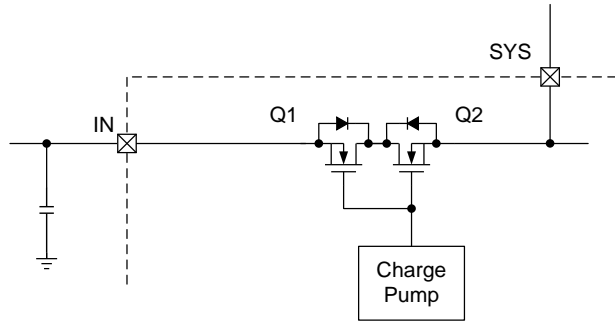 SYS
IN
Q1
Q2
Charge
Pump